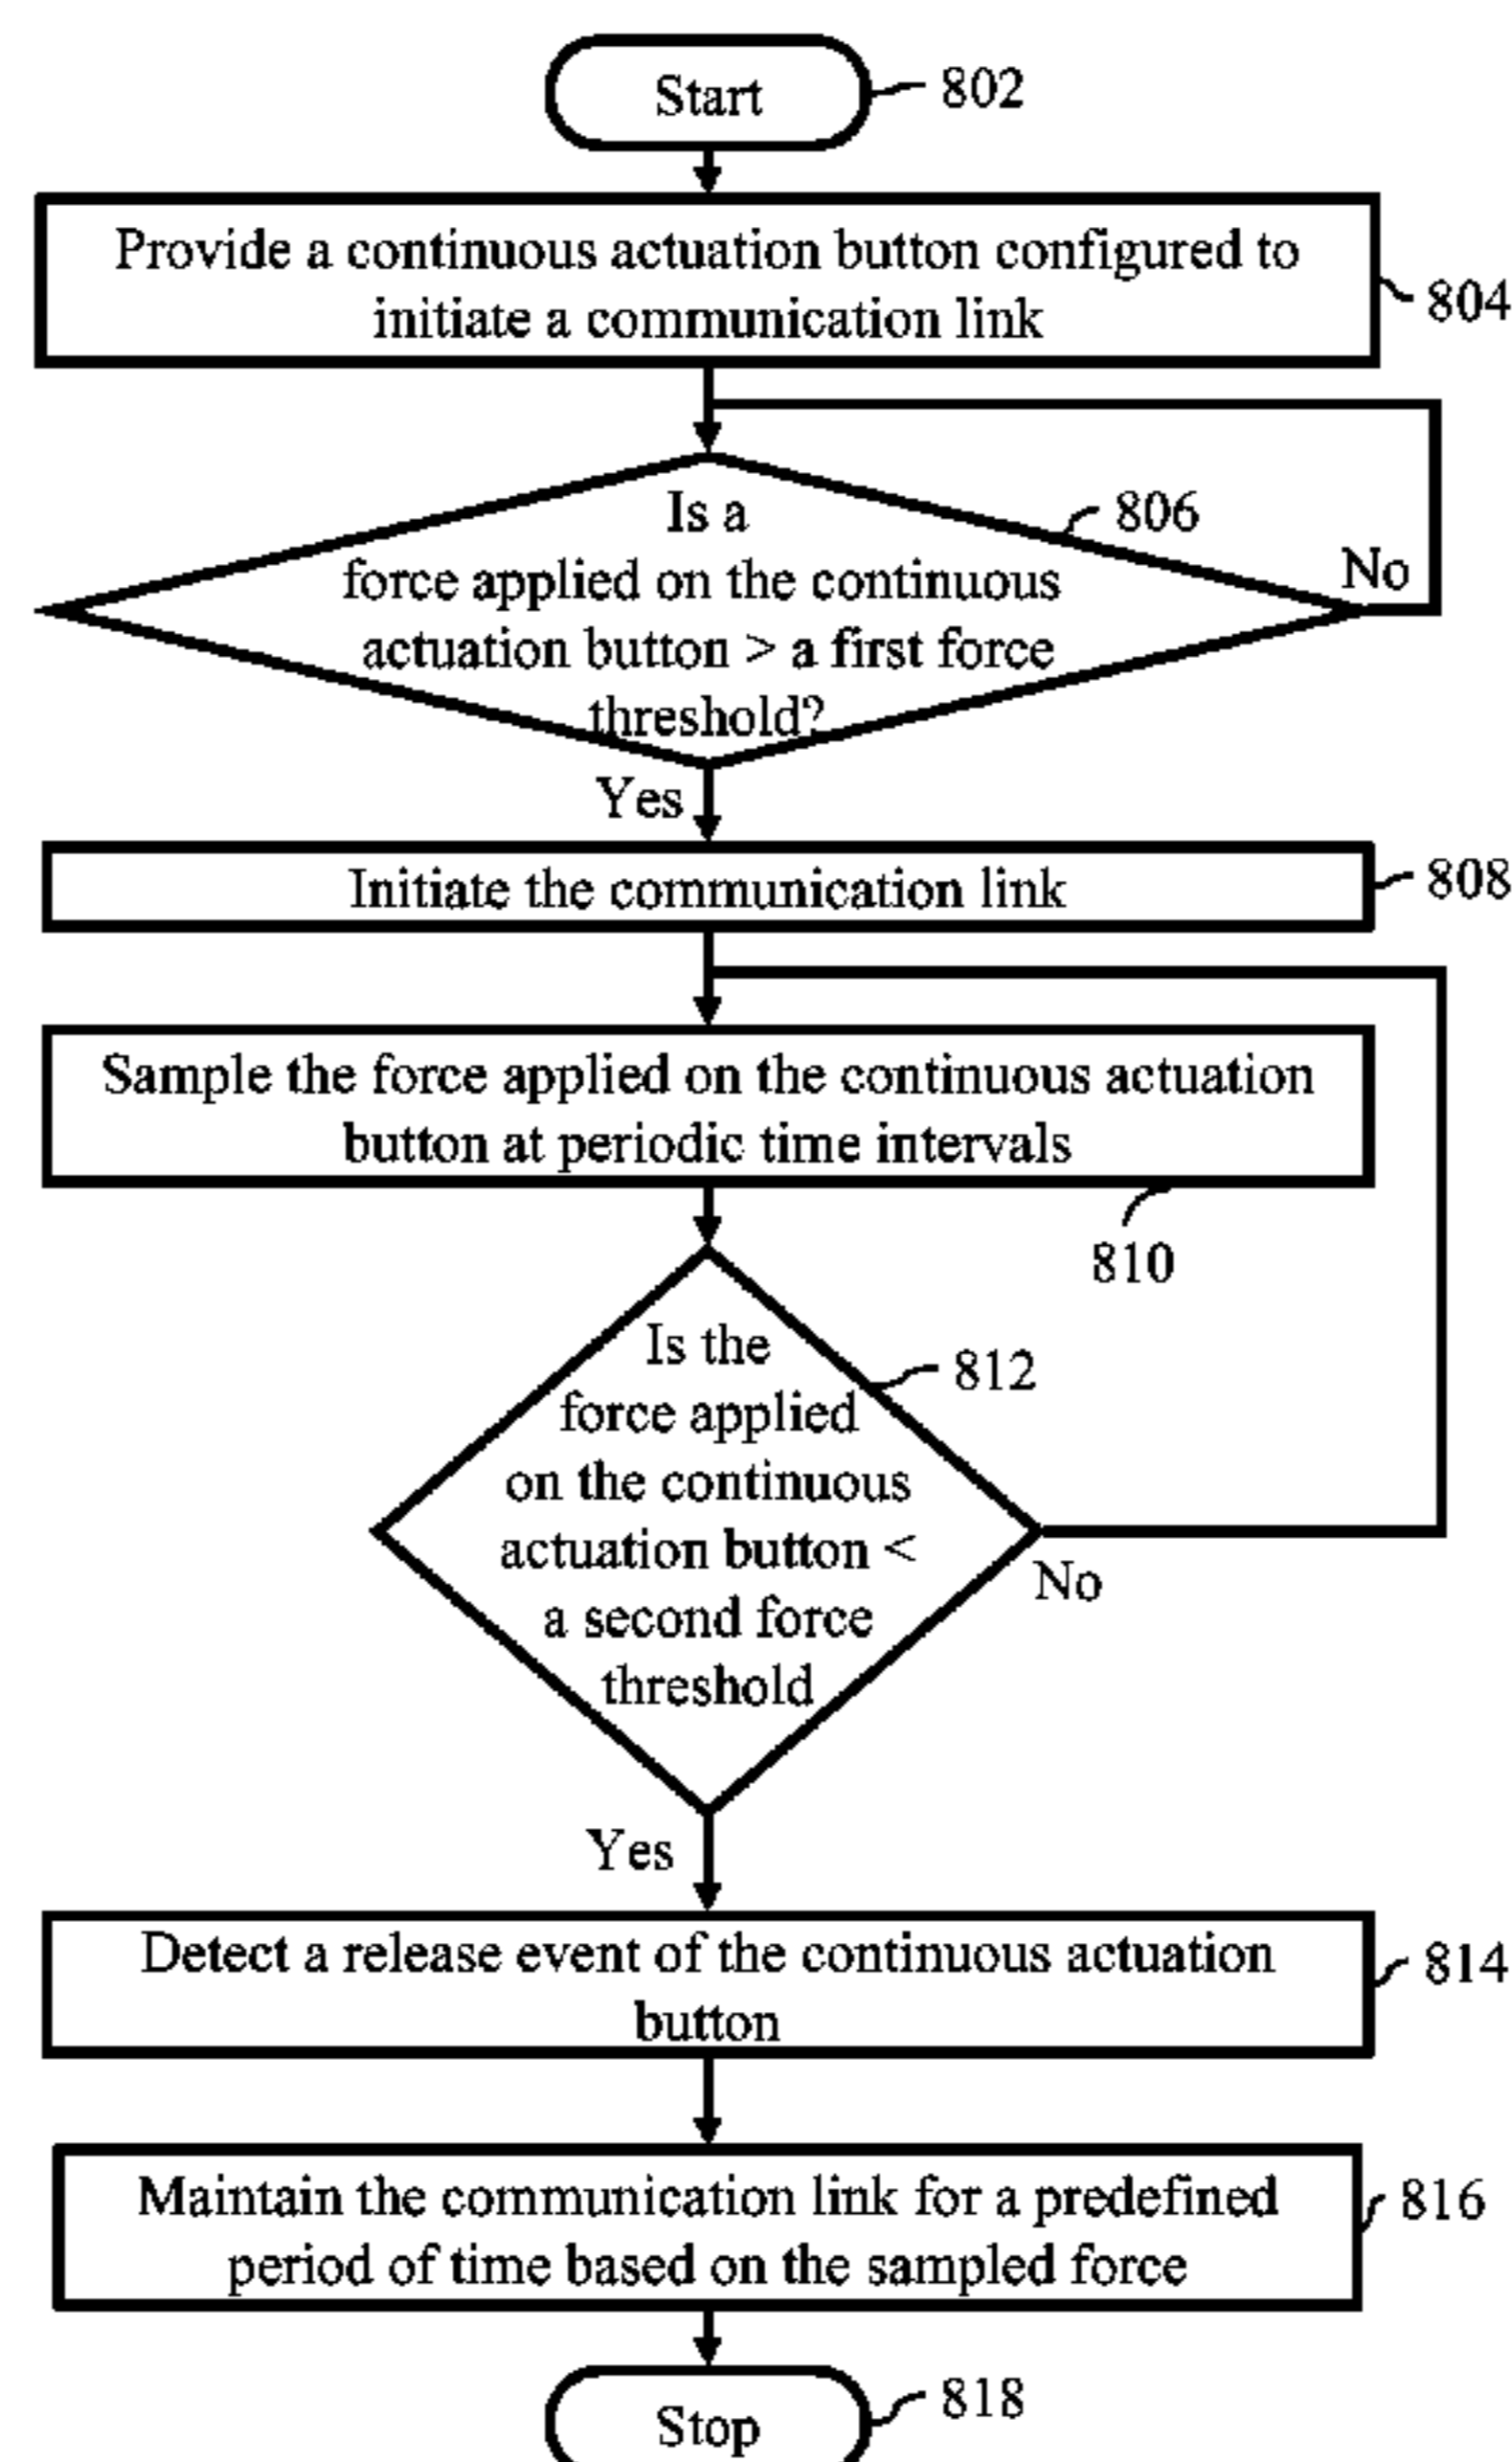 Start
802
Provide a continuous actuation button configured to
initiate a communication link
804
Is a
force applied on the continuous
actuation button > a first force
threshold?
806
No
Yes
Initiate the communication link
808
Sample the force applied on the continuous actuation
button at periodic time intervals
810
Is the
force applied
on the continuous
actuation button <
a second force
threshold
812
No
Yes
Detect a release event of the continuous actuation
button
814
Maintain the communication link for a predefined
period of time based on the sampled force
816
Stop
818